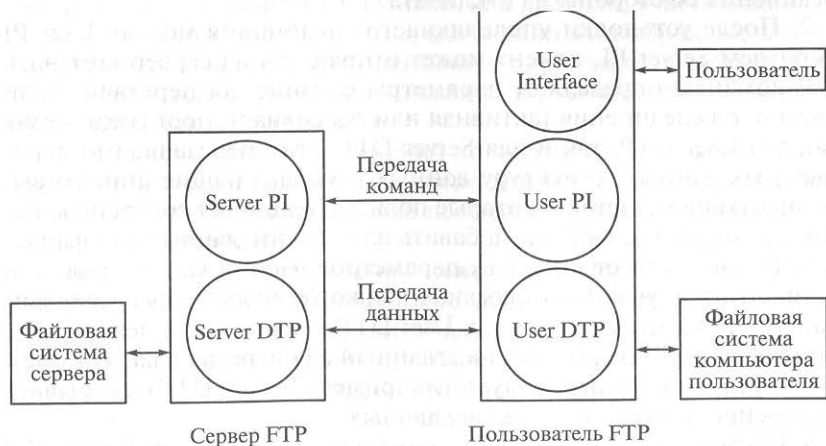 User
Interface
Пользователь
Server PI
Передача
команд
User PI
Файловая
система
сервера
Server DTP
Передача
данных
User DTP
Файловая
система
компьютера
пользователя
Сервер FTP
Пользователь FTP